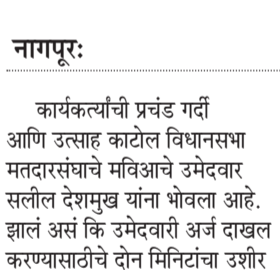 नागपूरः
कार्यकर्त्यांची प्रचंड गर्दी
आणि उत्साह काटोल विधानसभा
मतदारसंघाचे मविआचे उमेदवार
सलील देशमुख यांना भोवला आहे.
झालं असं कि उमेदवारी अर्ज दाखल
करण्यासाठीचे दोन मिनिटांचा उशीर